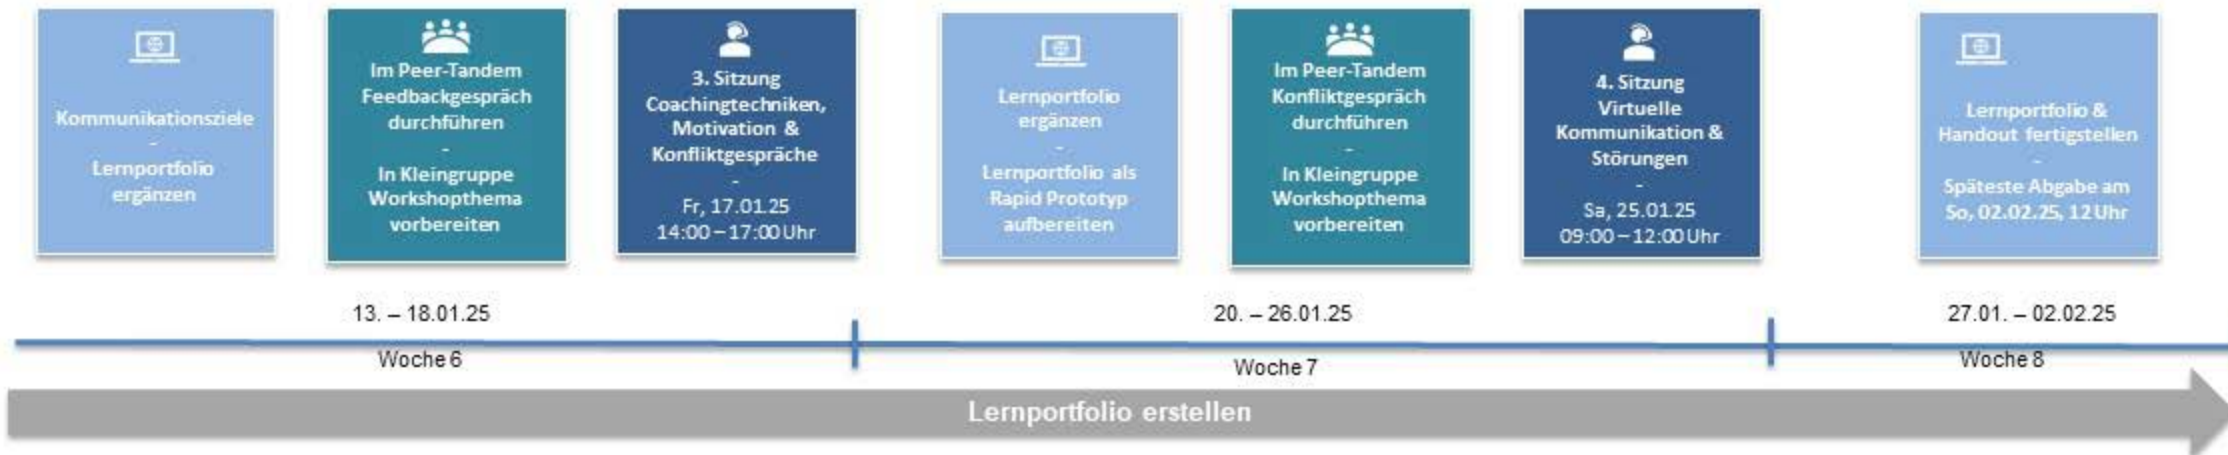 Kommunikationsziele
-
Lernportfolio
ergänzen
Im Peer-Tandem
Feedbackgespräch
durchführen
-
In Kleingruppe
Workshopthema
vorbereiten
3. Sitzung
Coachingtechniken,
Motivation &
Konfliktgespräche
-
Fr, 17.01.25
14:00 – 17:00 Uhr
Lernportfolio
ergänzen
-
Lernportfolio als
Rapid Prototyp
aufbereiten
Im Peer-Tandem
Konfliktgespräch
durchführen
-
In Kleingruppe
Workshopthema
vorbereiten
4. Sitzung
Virtuelle
Kommunikation &
Störungen
-
Sa, 25.01.25
09:00 – 12:00 Uhr
Lernportfolio &
Handout fertigstellen
-
Späteste Abgabe am
So, 02.02.25, 12 Uhr
13. – 18.01.25
20. – 26.01.25
27.01. – 02.02.25
Woche 6
Woche 7
Woche 8
Lernportfolio erstellen